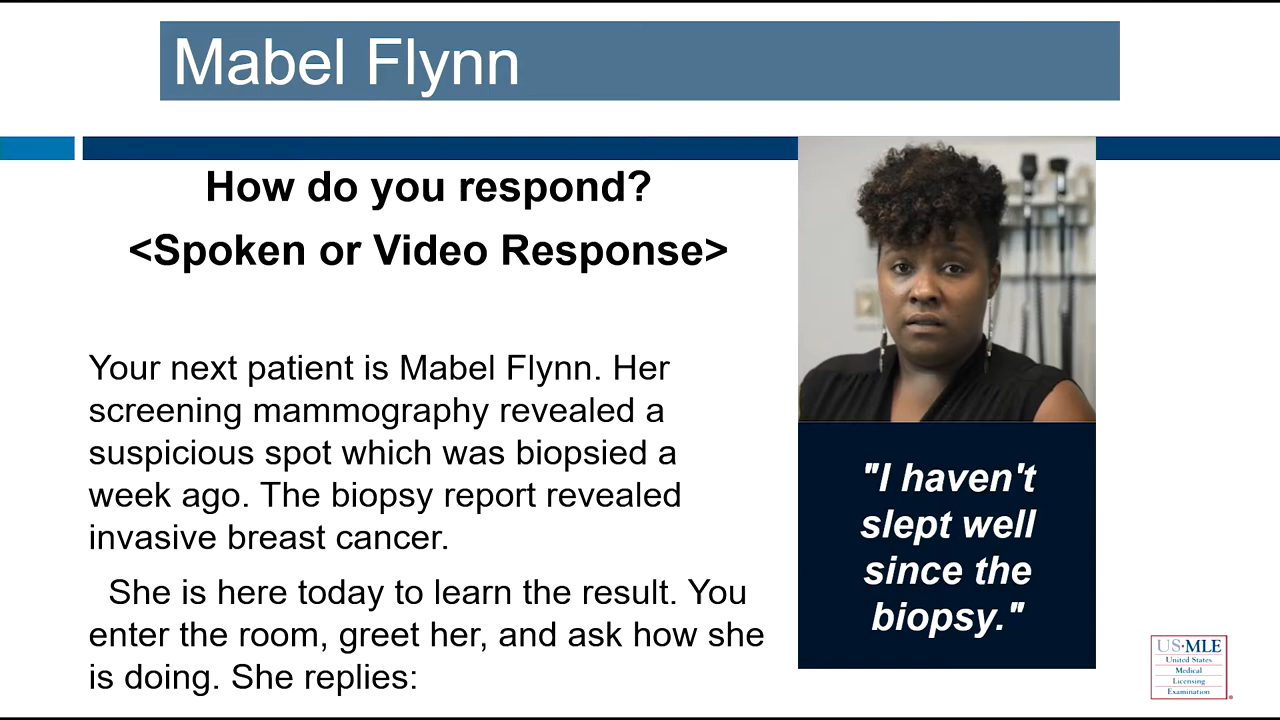 Mabel Flynn
How do you respond?
<Spoken or Video Response>
Your next patient is Mabel Flynn. Her
screening mammography revealed a
suspicious spot which was biopsied a
week ago. The biopsy report revealed
invasive breast cancer.
She is here today to learn the result. You
enter the room, greet her, and ask how she
is doing. She replies:
"I haven't
slept well
since the
biopsy."
US·MLE
United States
Medical
Licensing
Examination
®